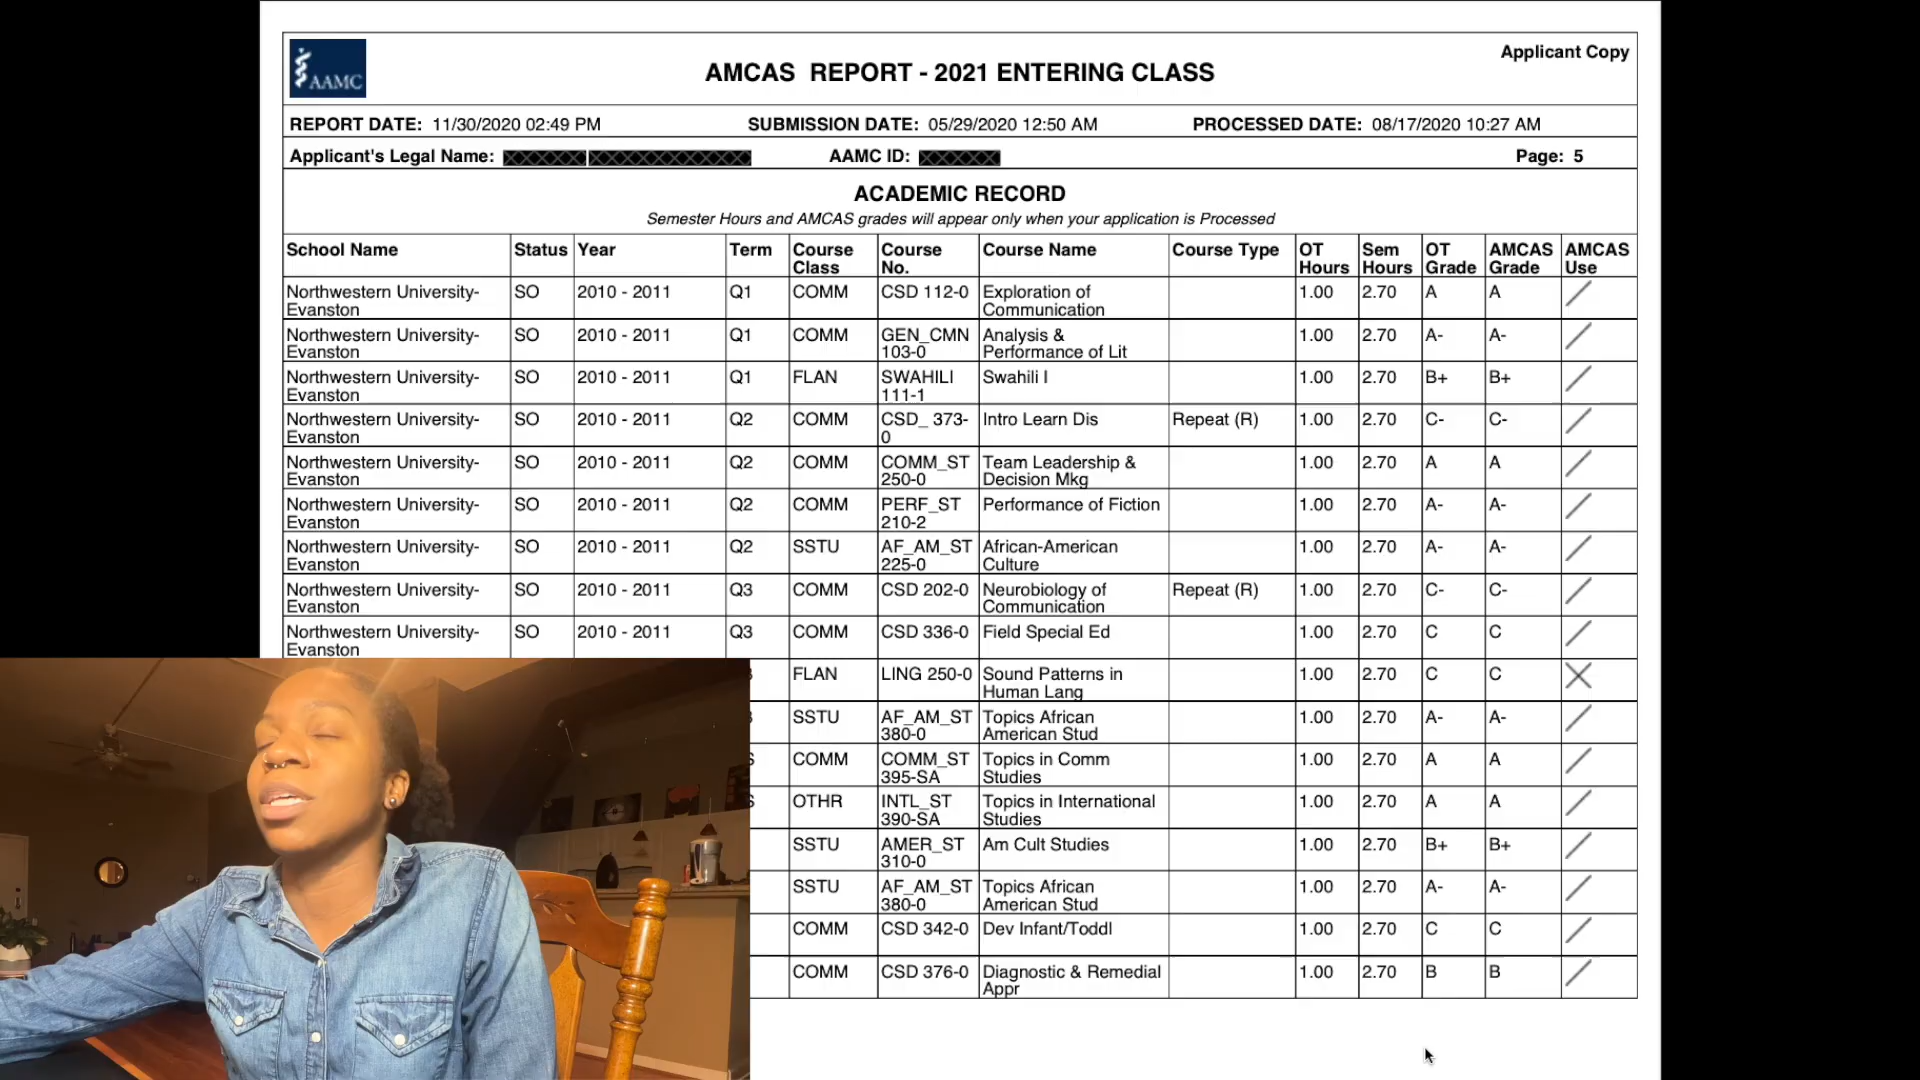 AAMC
AMCAS REPORT - 2021 ENTERING CLASS
Applicant Copy
REPORT DATE: 11/30/2020 02:49 PM SUBMISSION DATE: 05/29/2020 12:50 AM PROCESSED DATE: 08/17/2020 10:27 AM
Applicant's Legal Name: AAMC ID: Page: 5
ACADEMIC RECORD
Semester Hours and AMCAS grades will appear only when your application is Processed
School Name Status Year Term Course Course Course Name Course Type OT Sem OT AMCAS AMCAS
Class No. Hours Hours Grade Grade Use
Northwestern University- SO 2010 - 2011 Q1 COMM CSD 112-0 Exploration of 1.00 2.70 A A
Evanston Communication
Northwestern University- SO 2010 - 2011 Q1 COMM GEN_CMN Analysis & 1.00 2.70 A- A-
Evanston 103-0 Performance of Lit
Northwestern University- SO 2010 - 2011 Q1 FLAN SWAHILI Swahili I 1.00 2.70 B+ B+
Evanston 111-1
Northwestern University- SO 2010 - 2011 Q2 COMM CSD_ 373- Intro Learn Dis Repeat (R) 1.00 2.70 C- C-
Evanston 0
Northwestern University- SO 2010 - 2011 Q2 COMM COMM_ST Team Leadership & 1.00 2.70 A A
Evanston 250-0 Decision Mkg
Northwestern University- SO 2010 - 2011 Q2 COMM PERF_ST Performance of Fiction 1.00 2.70 A- A-
Evanston 210-2
Northwestern University- SO 2010 - 2011 Q2 SSTU AF_AM_ST African-American 1.00 2.70 A- A-
Evanston 225-0 Culture
Northwestern University- SO 2010 - 2011 Q3 COMM CSD 202-0 Neurobiology of Repeat (R) 1.00 2.70 C- C-
Evanston Communication
Northwestern University- SO 2010 - 2011 Q3 COMM CSD 336-0 Field Special Ed 1.00 2.70 C C
Evanston
FLAN LING 250-0 Sound Patterns in 1.00 2.70 C C
Human Lang
SSTU AF_AM_ST Topics African 1.00 2.70 A- A-
380-0 American Stud
COMM COMM_ST Topics in Comm 1.00 2.70 A A
395-SA Studies
OTHR INTL_ST Topics in International 1.00 2.70 A A
390-SA Studies
SSTU AMER_ST Am Cult Studies 1.00 2.70 B+ B+
310-0
SSTU AF_AM_ST Topics African 1.00 2.70 A- A-
380-0 American Stud
COMM CSD 342-0 Dev Infant/Toddl 1.00 2.70 C C
COMM CSD 376-0 Diagnostic & Remedial 1.00 2.70 B B
Appr